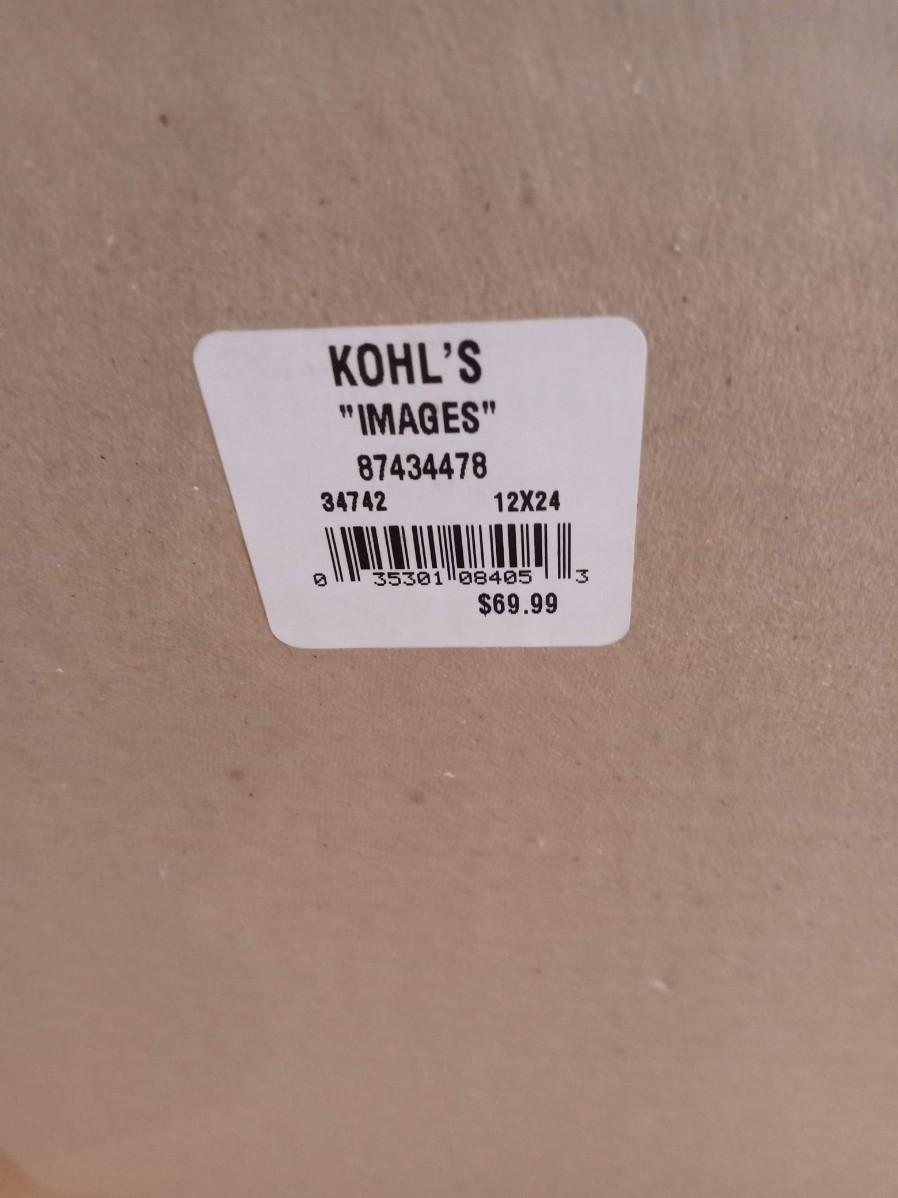 KOHL'S
"IMAGES"
87434478
34742 12X24
0 35301 08405 3
$69.99